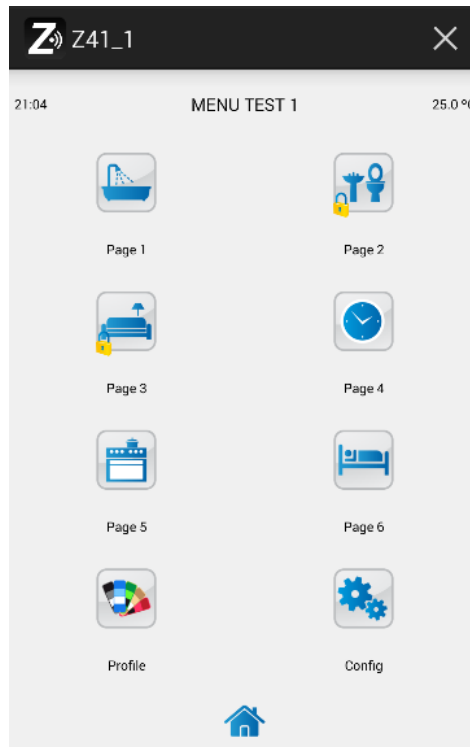 Z Z41_1
21:04 MENU TEST 1 25.0 º
Page 1 Page 2
Page 3 Page 4
Page 5 Page 6
Profile Config